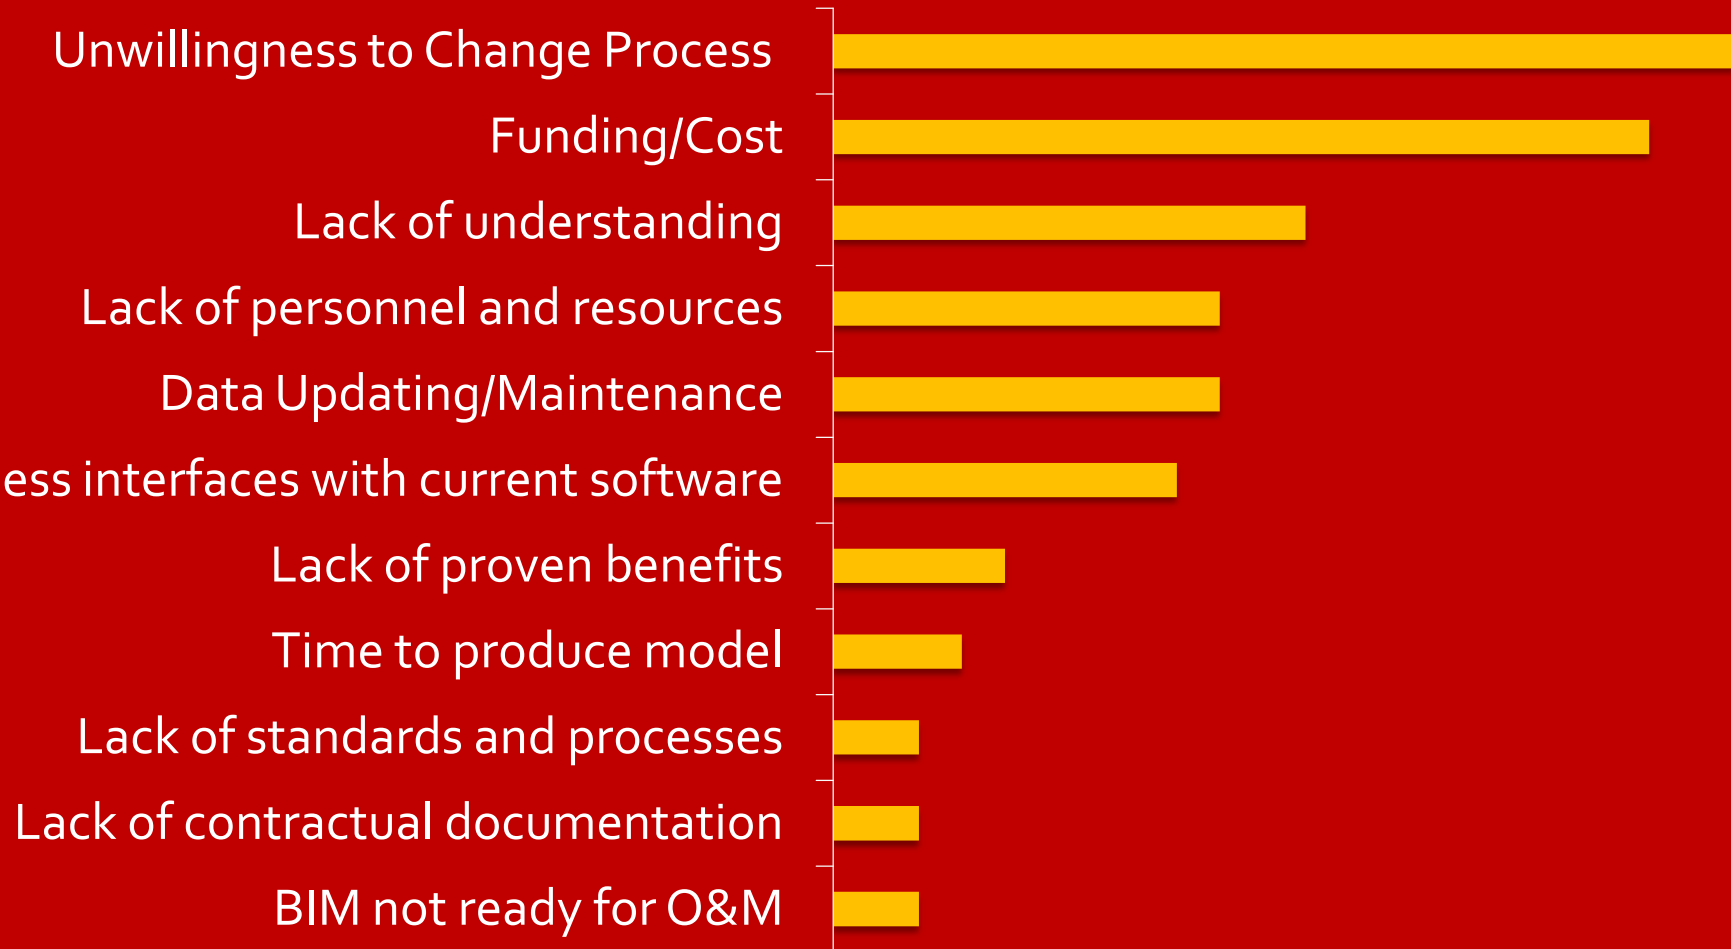 Unwillingness to Change Process
Funding/Cost
Lack of understanding
Lack of personnel and resources
Data Updating/Maintenance
ess interfaces with current software
Lack of proven benefits
Time to produce model
Lack of standards and processes
Lack of contractual documentation
BIM not ready for O&M